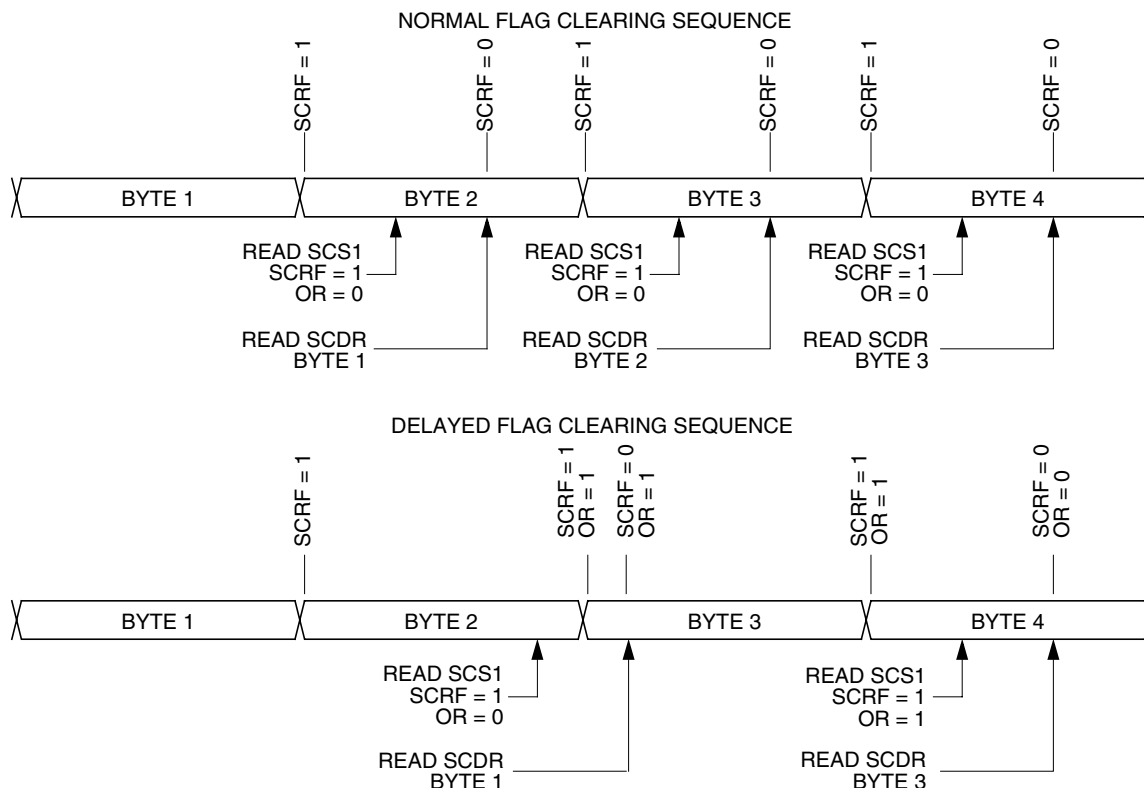 NORMAL FLAG CLEARING SEQUENCE
SCRF = 1
SCRF = 0
SCRF = 1
SCRF = 0
SCRF = 1
SCRF = 0
BYTE 1
BYTE 2
BYTE 3
BYTE 4
READ SCS1
SCRF = 1
OR = 0
READ SCS1
SCRF = 1
OR = 0
READ SCS1
SCRF = 1
OR = 0
READ SCDR
BYTE 1
READ SCDR
BYTE 2
READ SCDR
BYTE 3
DELAYED FLAG CLEARING SEQUENCE
SCRF = 1
SCRF = 1
OR = 1
SCRF = 0
OR = 1
SCRF = 1
OR = 1
SCRF = 0
OR = 0
BYTE 1
BYTE 2
BYTE 3
BYTE 4
READ SCS1
SCRF = 1
OR = 0
READ SCS1
SCRF = 1
OR = 1
READ SCDR
BYTE 1
READ SCDR
BYTE 3